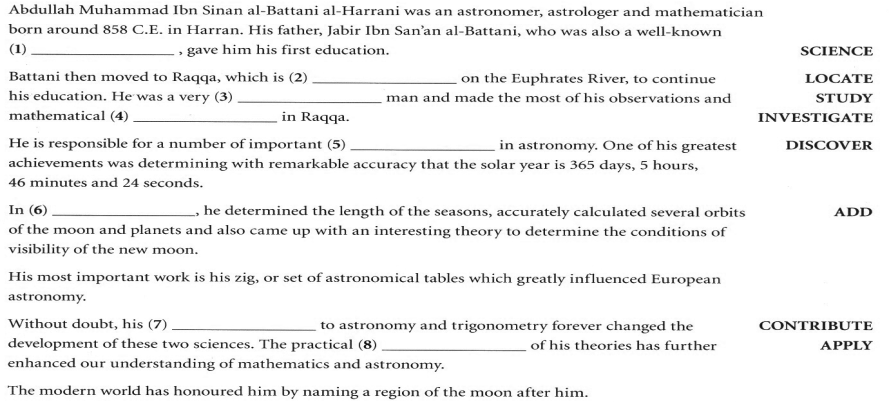 Abdullah Muhammad Ibn Sinan al-Battani al-Harrani was an astronomer, astrologer and mathematician
born around 858 C.E. in Harran. His father, Jabir Ibn San'an al-Battani, who was also a well-known
(1) ____________________ , gave him his first education. SCIENCE
Battani then moved to Raqqa, which is (2) ____________________ on the Euphrates River, to continue LOCATE
his education. He was a very (3) ____________________ man and made the most of his observations and STUDY
mathematical (4) ____________________ in Raqqa. INVESTIGATE
He is responsible for a number of important (5) ____________________ in astronomy. One of his greatest DISCOVER
achievements was determining with remarkable accuracy that the solar year is 365 days, 5 hours,
46 minutes and 24 seconds.
In (6) ____________________, he determined the length of the seasons, accurately calculated several orbits ADD
of the moon and planets and also came up with an interesting theory to determine the conditions of
visibility of the new moon.
His most important work is his zig, or set of astronomical tables which greatly influenced European
astronomy.
Without doubt, his (7) ____________________ to astronomy and trigonometry forever changed the CONTRIBUTE
development of these two sciences. The practical (8) ____________________ of his theories has further APPLY
enhanced our understanding of mathematics and astronomy.
The modern world has honoured him by naming a region of the moon after him.